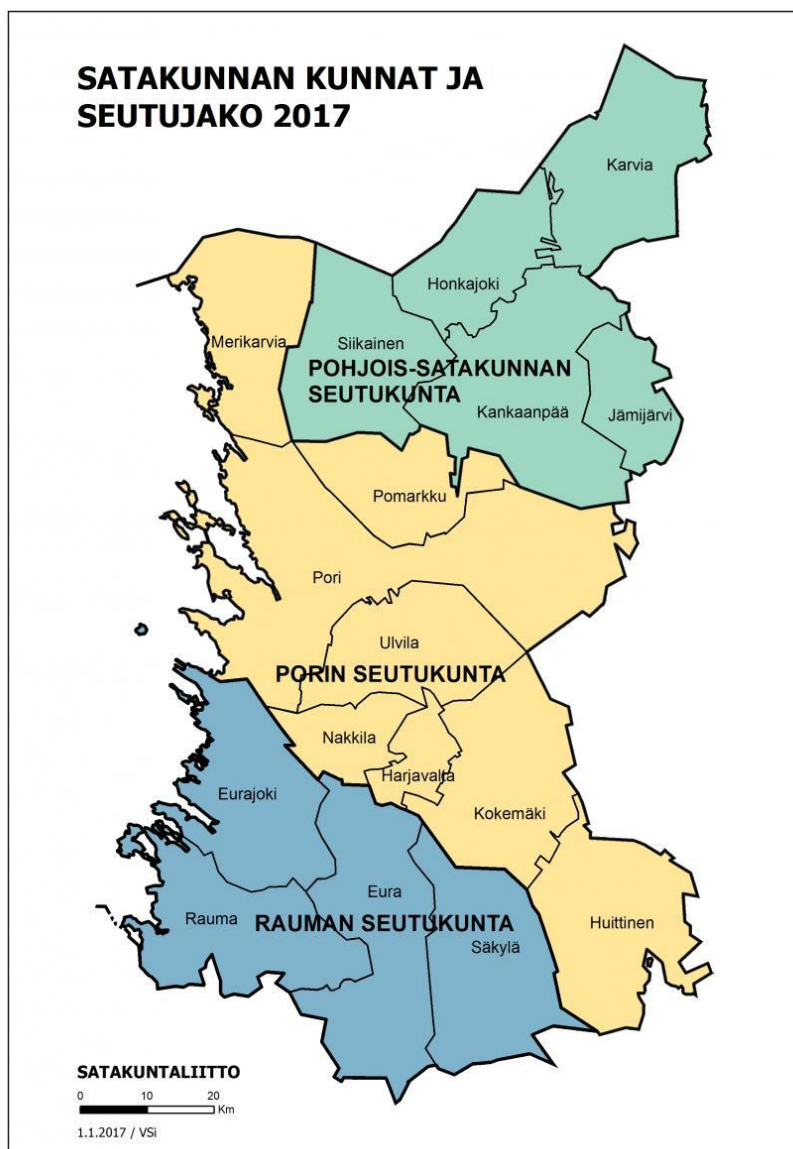 SATAKUNNAN KUNNAT JA
SEUTUJAKO 2017
Karvia
Honkajoki
Merikarvia
Siikainen
POHJOIS-SATAKUNNAN
SEUTUKUNTA
Kankaanpää
Jämijärvi
Pomarkku
Pori
Ulvila
PORIN SEUTUKUNTA
Nakkila
Harjavalta
Eurajoki
Kokemäki
Eura
Rauma
RAUMAN SEUTUKUNTA
Huittinen
Säkylä
SATAKUNTALIITTO
0 10 20
Km
1.1.2017 / VSi